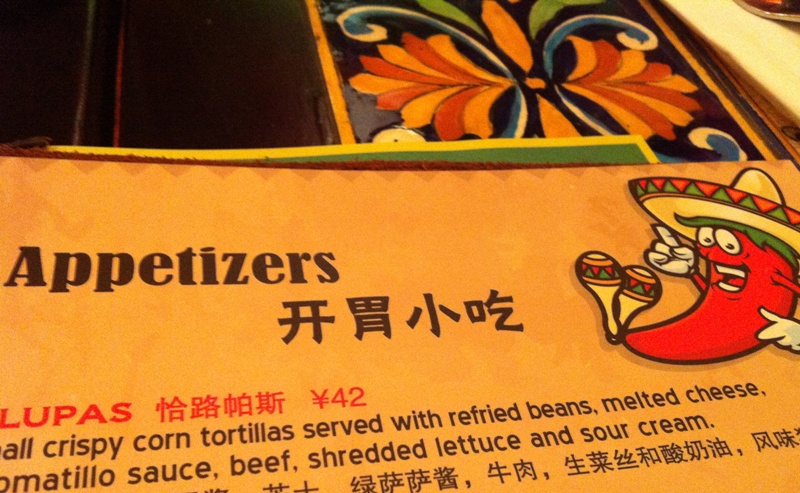 Appetizers
开胃小吃
LUPAS 恰路帕斯 ¥42
all crispy corn tortillas served with refried beans, melted cheese,
omatillo sauce, beef, shredded lettuce and sour cream.
绿萨萨酱，牛肉，生菜丝和酸奶油，风味